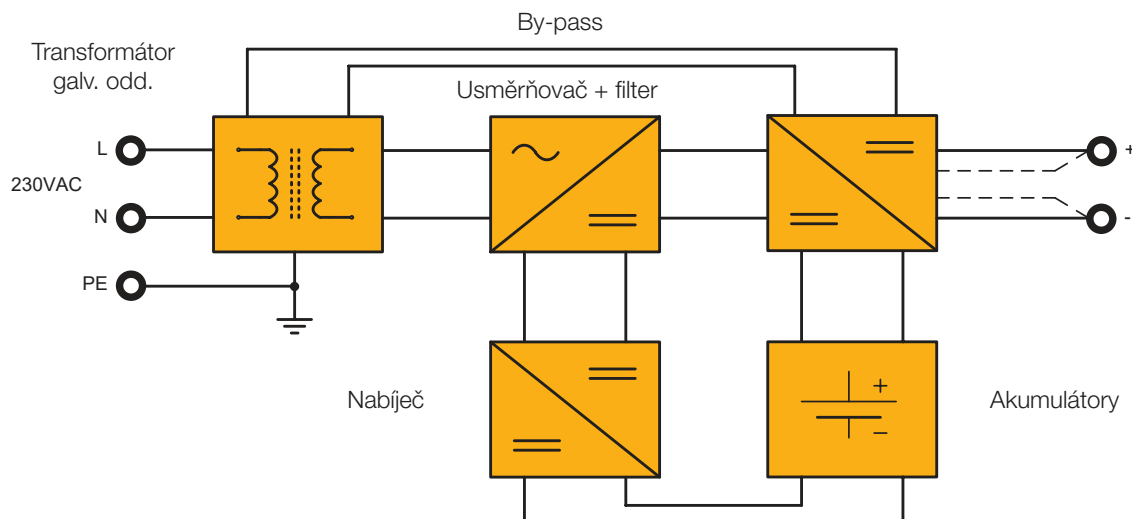 By-pass
Transformátor
galv. odd.
Usměrňovač + filter
L
+
230VAC
N
-
PE
Nabíječ
+
−
Akumulátory